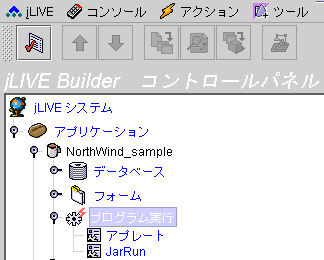 jLIVE コンソール アクション ツール
jLIVE Builder コントロールパネル
jLIVE システム
アプリケーション
NorthWind_sample
データベース
フォーム
プログラム実行
アプレート
JarRun